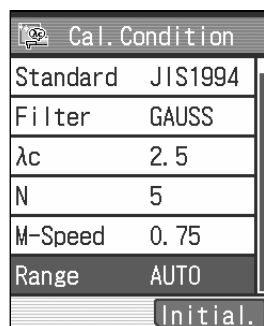 Cal.Condition
Standard JIS1994
Filter GAUSS
λc 2.5
N 5
M-Speed 0.75
Range AUTO
Initial.